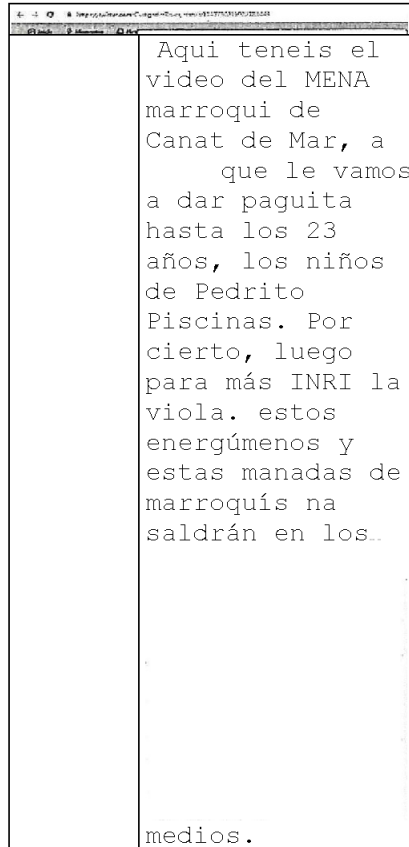 Aqui teneis el
video del MENA
marroqui de
Canat de Mar, a
que le vamos
a dar paguita
hasta los 23
años, los niños
de Pedrito
Piscinas. Por
cierto, luego
para más INRI la
viola. estos
energúmenos y
estas manadas de
marroquís na
saldrán en los
medios.